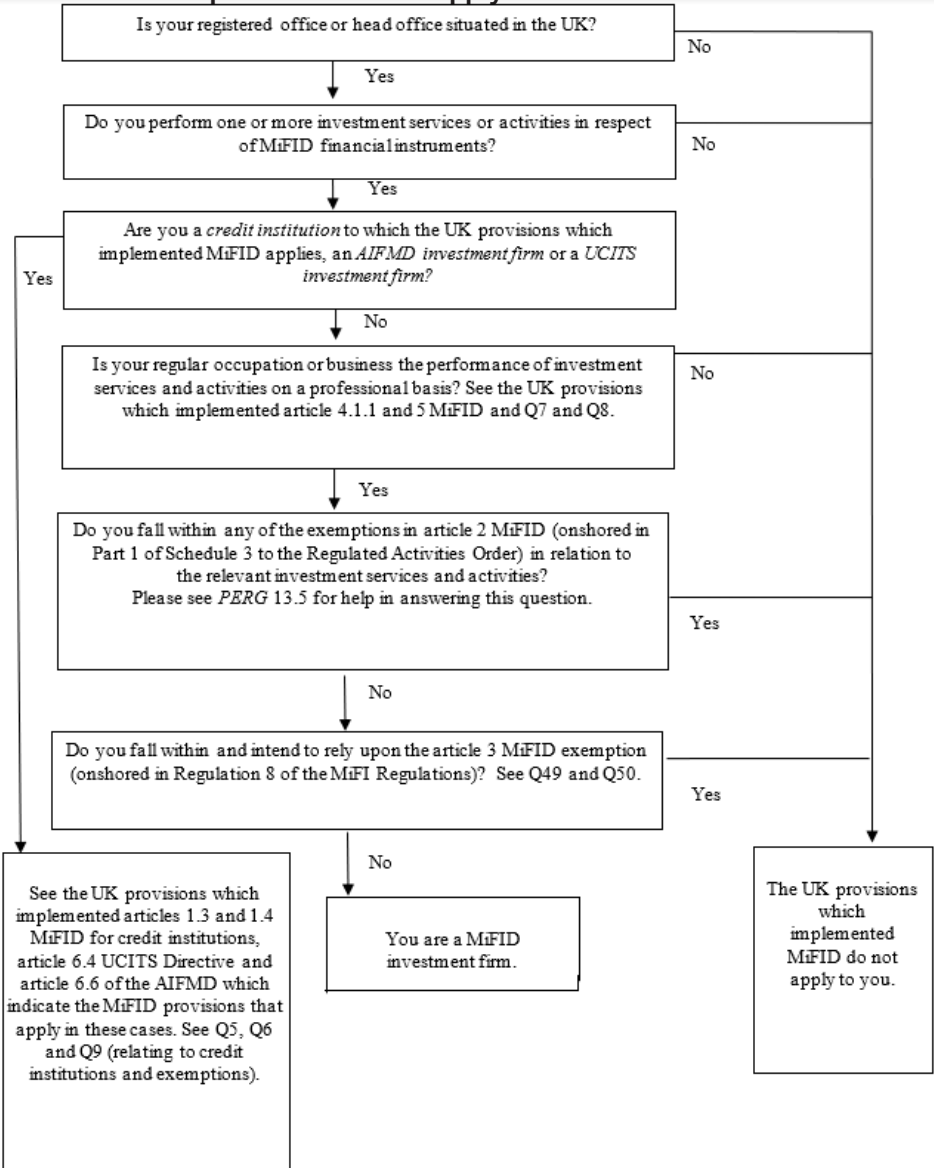 Is your registered office or head office situated in the UK?
No
Yes
Do you perform one or more investment services or activities in respect
of MiFID financial instruments?
No
Yes
Are you a credit institution to which the UK provisions which
implemented MiFID applies, an AIFMD investment firm or a UCITS
investment firm?
Yes
No
Is your regular occupation or business the performance of investment
services and activities on a professional basis? See the UK provisions
which implemented article 4.1.1 and 5 MiFID and Q7 and Q8.
No
Yes
Do you fall within any of the exemptions in article 2 MiFID (onshored in
Part 1 of Schedule 3 to the Regulated Activities Order) in relation to
the relevant investment services and activities?
Please see PERG 13.5 for help in answering this question.
Yes
No
Do you fall within and intend to rely upon the article 3 MiFID exemption
(onshored in Regulation 8 of the MiFI Regulations)? See Q49 and Q50.
Yes
No
See the UK provisions which
implemented articles 1.3 and 1.4
MiFID for credit institutions,
article 6.4 UCITS Directive and
article 6.6 of the AIFMD which
indicate the MiFID provisions that
apply in these cases. See Q5, Q6
and Q9 (relating to credit
institutions and exemptions).
You are a MiFID
investment firm.
The UK provisions
which
implemented
MiFID do not
apply to you.